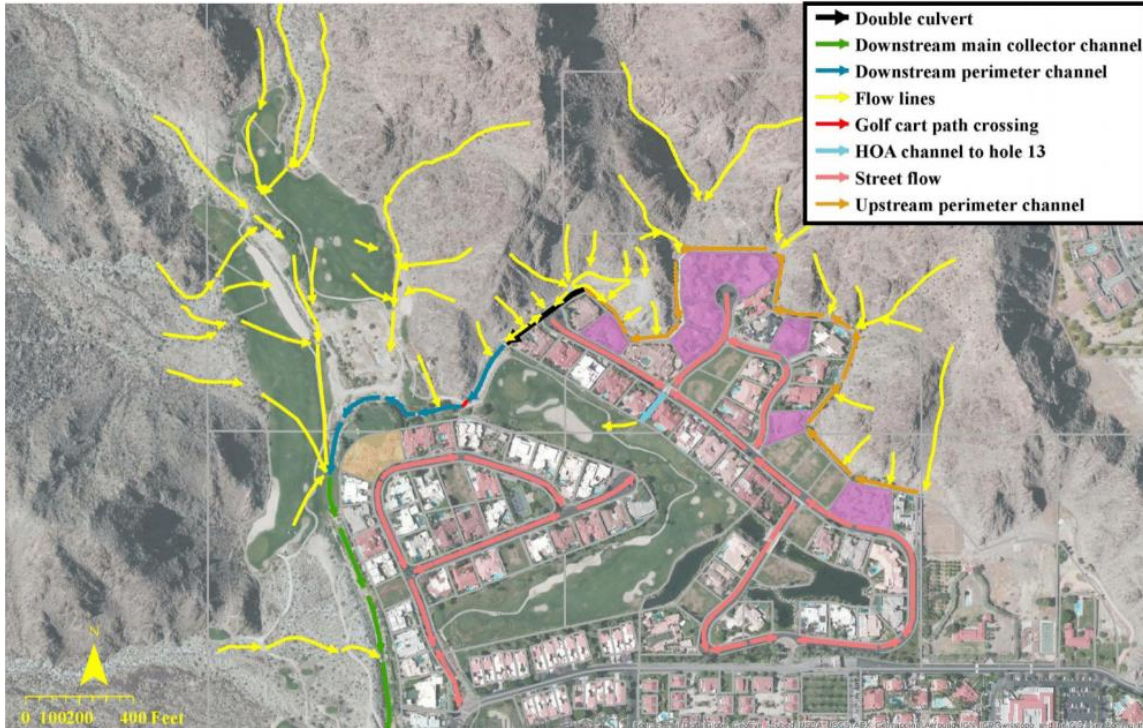 Double culvert
Downstream main collector channel
Downstream perimeter channel
Flow lines
Golf cart path crossing
HOA channel to hole 13
Street flow
Upstream perimeter channel
N
0 100200 400 Feet